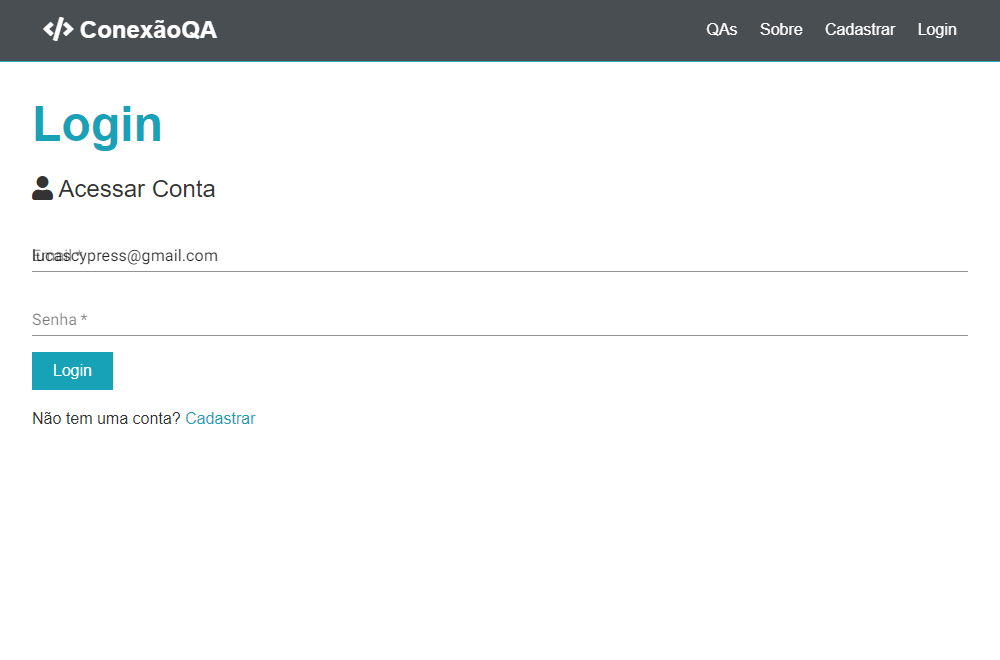 ConexãoQA
QAs Sobre Cadastrar Login
Login
Acessar Conta
Email *
lucascypress@gmail.com
Senha *
Login
Não tem uma conta? Cadastrar